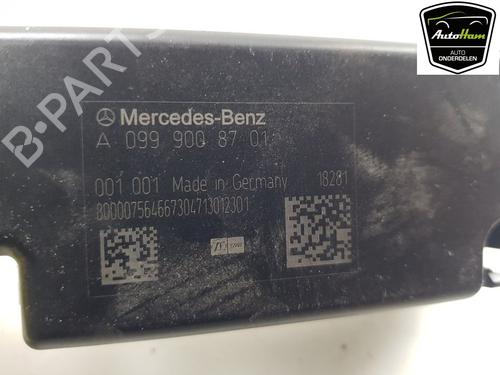 AutoHam
AUTO
ONDERDELEN
B-PARTS
Mercedes-Benz
A 099 900 87 01
001 001 Made in Germany 18281
800007564667304713012301